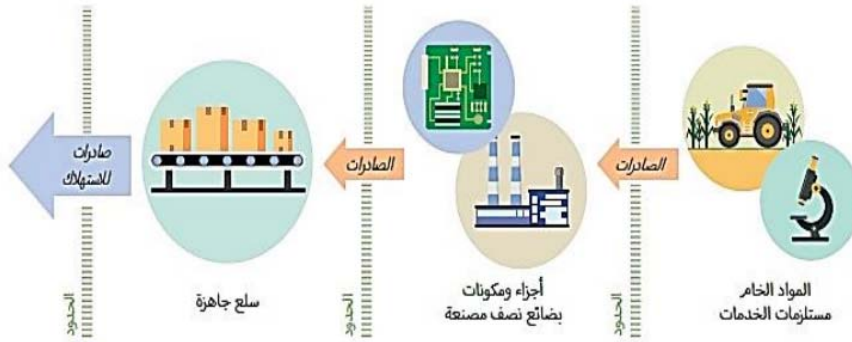 المواد الخام
مستلزمات الخدمات
الحدود
الصادرات
أجزاء ومكونات
بضائع نصف مصنعة
الحدود
الصادرات
سلع جاهزة
الحدود
صادرات
للاستهلاك